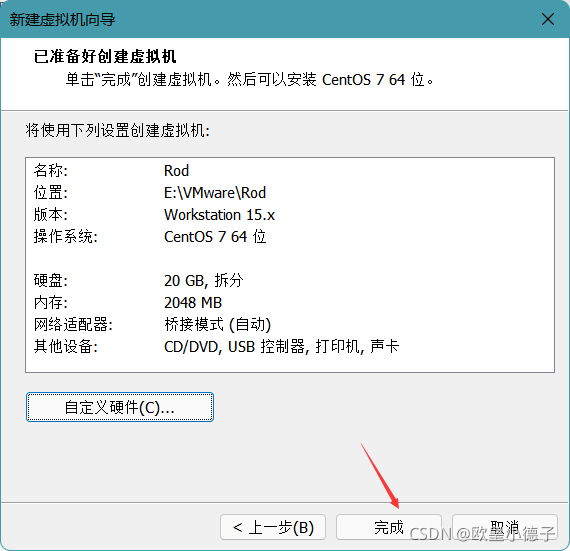 新建虚拟机向导
已准备好创建虚拟机
单击“完成”创建虚拟机。然后可以安装 CentOS 7 64 位。
将使用下列设置创建虚拟机:
名称: Rod
位置: E:\VMware\Rod
版本: Workstation 15.x
操作系统: CentOS 7 64 位
硬盘: 20 GB, 拆分
内存: 2048 MB
网络适配器: 桥接模式 (自动)
其他设备: CD/DVD, USB 控制器, 打印机, 声卡
自定义硬件(C)...
< 上一步(B) 完成 取消
CSDN @欧皇小德子